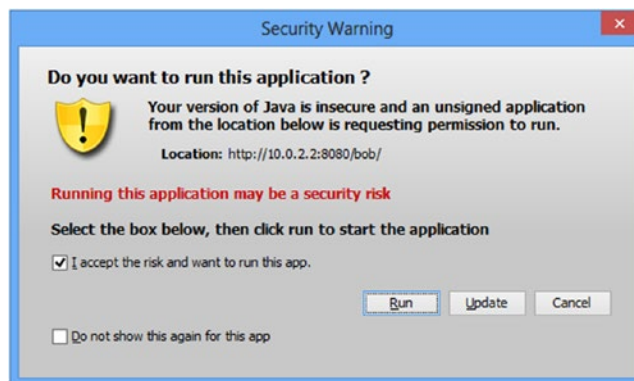 Security Warning
Do you want to run this application ?
Your version of Java is insecure and an unsigned application
from the location below is requesting permission to run.
Location: http://10.0.2.2:8080/bob/
Running this application may be a security risk
Select the box below, then click run to start the application
I accept the risk and want to run this app.
Run Update Cancel
Do not show this again for this app